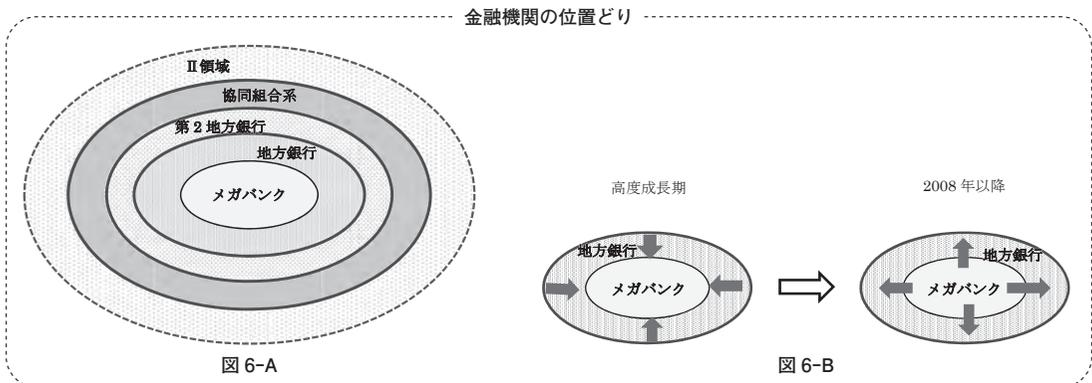 金融機関の位置どり
Ⅱ領域
協同組合系
第2地方銀行
地方銀行
メガバンク
図 6-A
高度成長期
地方銀行
メガバンク
2008 年以降
地方銀行
メガバンク
図 6-B